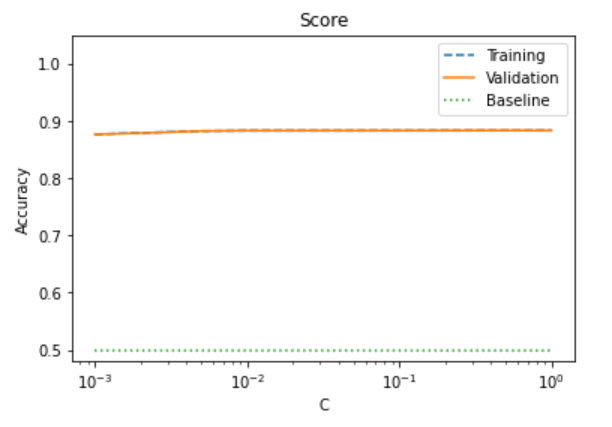 Score
Training
Validation
Baseline
1.0
0.9
0.8
0.7
0.6
0.5
Accuracy
10⁻³ 10⁻² 10⁻¹ 10⁰
C